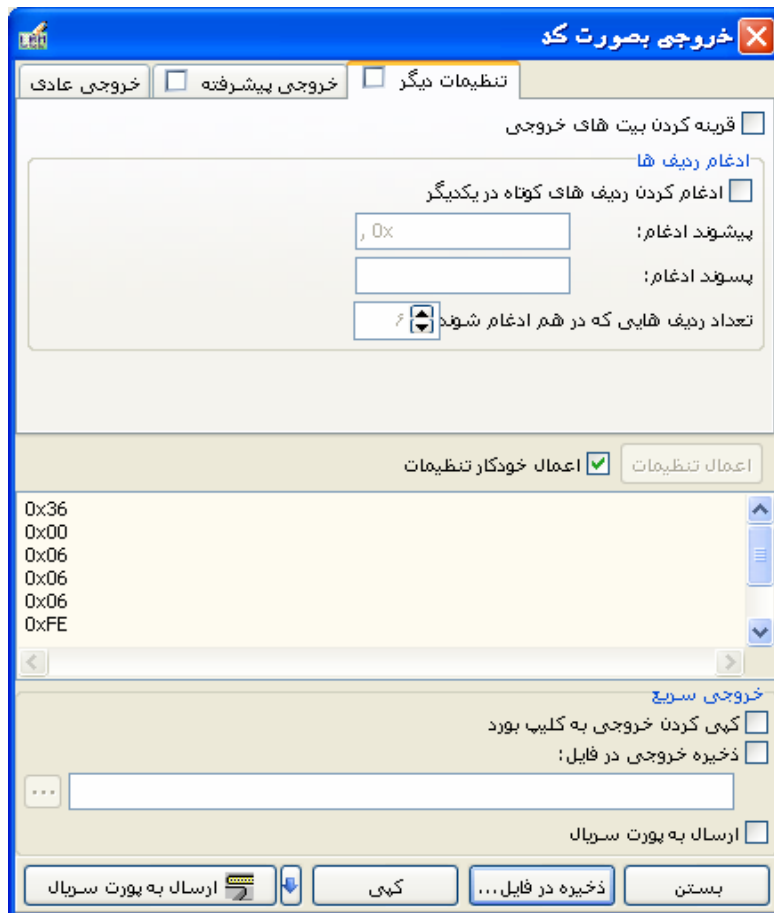 خروجی بصورت کد
تنظیمات دیگر
خروجی پیشرفته
خروجی عادی
قرینه کردن بیت های خروجی
ادغام ردیف ها
ادغام کردن ردیف های کوتاه در یکدیگر
پیشوند ادغام:
, 0x
پسوند ادغام:
تعداد ردیف هایی که در هم ادغام شوند
۶
اعمال تنظیمات
اعمال خودکار تنظیمات
0x36
0x00
0x06
0x06
0x06
0xFE
خروجی سریع
کپی کردن خروجی به کلیپ بورد
ذخیره خروجی در فایل:
...
ارسال به پورت سریال
بستن
ذخیره در فایل...
کپی
ارسال به پورت سریال